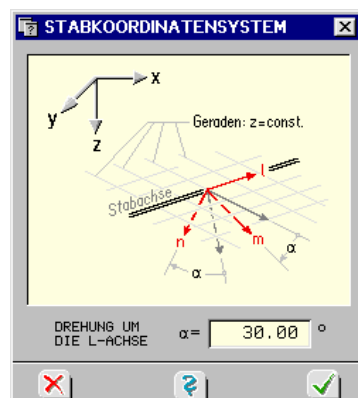 STABKOORDINATENSYSTEM
x
y
z
Geraden: z=const.
Stabachse
l
n
m
α
α
DREHUNG UM
DIE L-ACHSE
α= 30.00 °